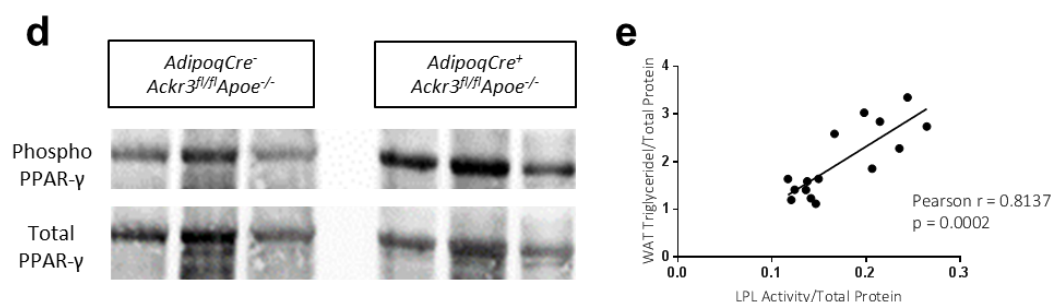 d
AdipoqCre-
Ackr3fl/flApoe-/-
AdipoqCre+
Ackr3fl/flApoe-/-
Phospho
PPAR-γ
Total
PPAR-γ
e
WAT Triglyceridel/Total Protein
4
3
2
1
0
0.0
0.1
0.2
0.3
Pearson r = 0.8137
p = 0.0002
LPL Activity/Total Protein